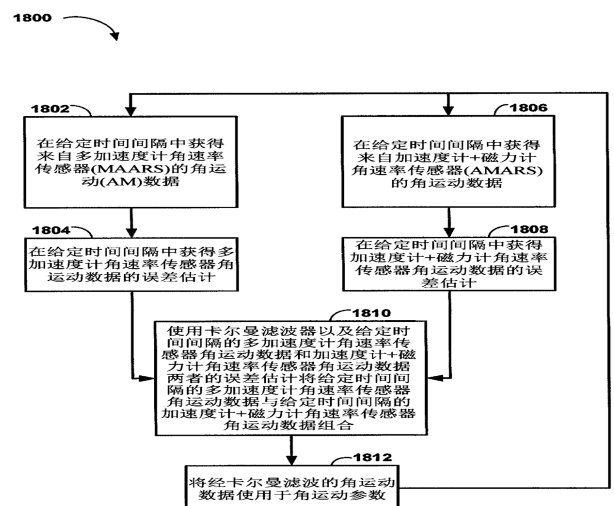 1800
1802
在给定时间间隔中获得
来自多加速度计角速率
传感器(MAARS)的角运
动(AM)数据
1806
在给定时间间隔中获得
来自加速度计+磁力计
角速率传感器(AMARS)
的角运动数据
1804
在给定时间间隔中获得多
加速度计角速率传感器角
运动数据的误差估计
1808
在给定时间间隔中获得
加速度计+磁力计角速率
传感器角运动数据的误
差估计
1810
使用卡尔曼滤波器以及给定时
间间隔的多加速度计角速率传
感器角运动数据和加速度计+磁
力计角速率传感器角运动数据
两者的误差估计将给定时间间
隔的多加速度计角速率传感器
角运动数据与给定时间间隔的
加速度计+磁力计角速率传感器
角运动数据组合
1812
将经卡尔曼滤波的角运动
数据使用于角运动参数